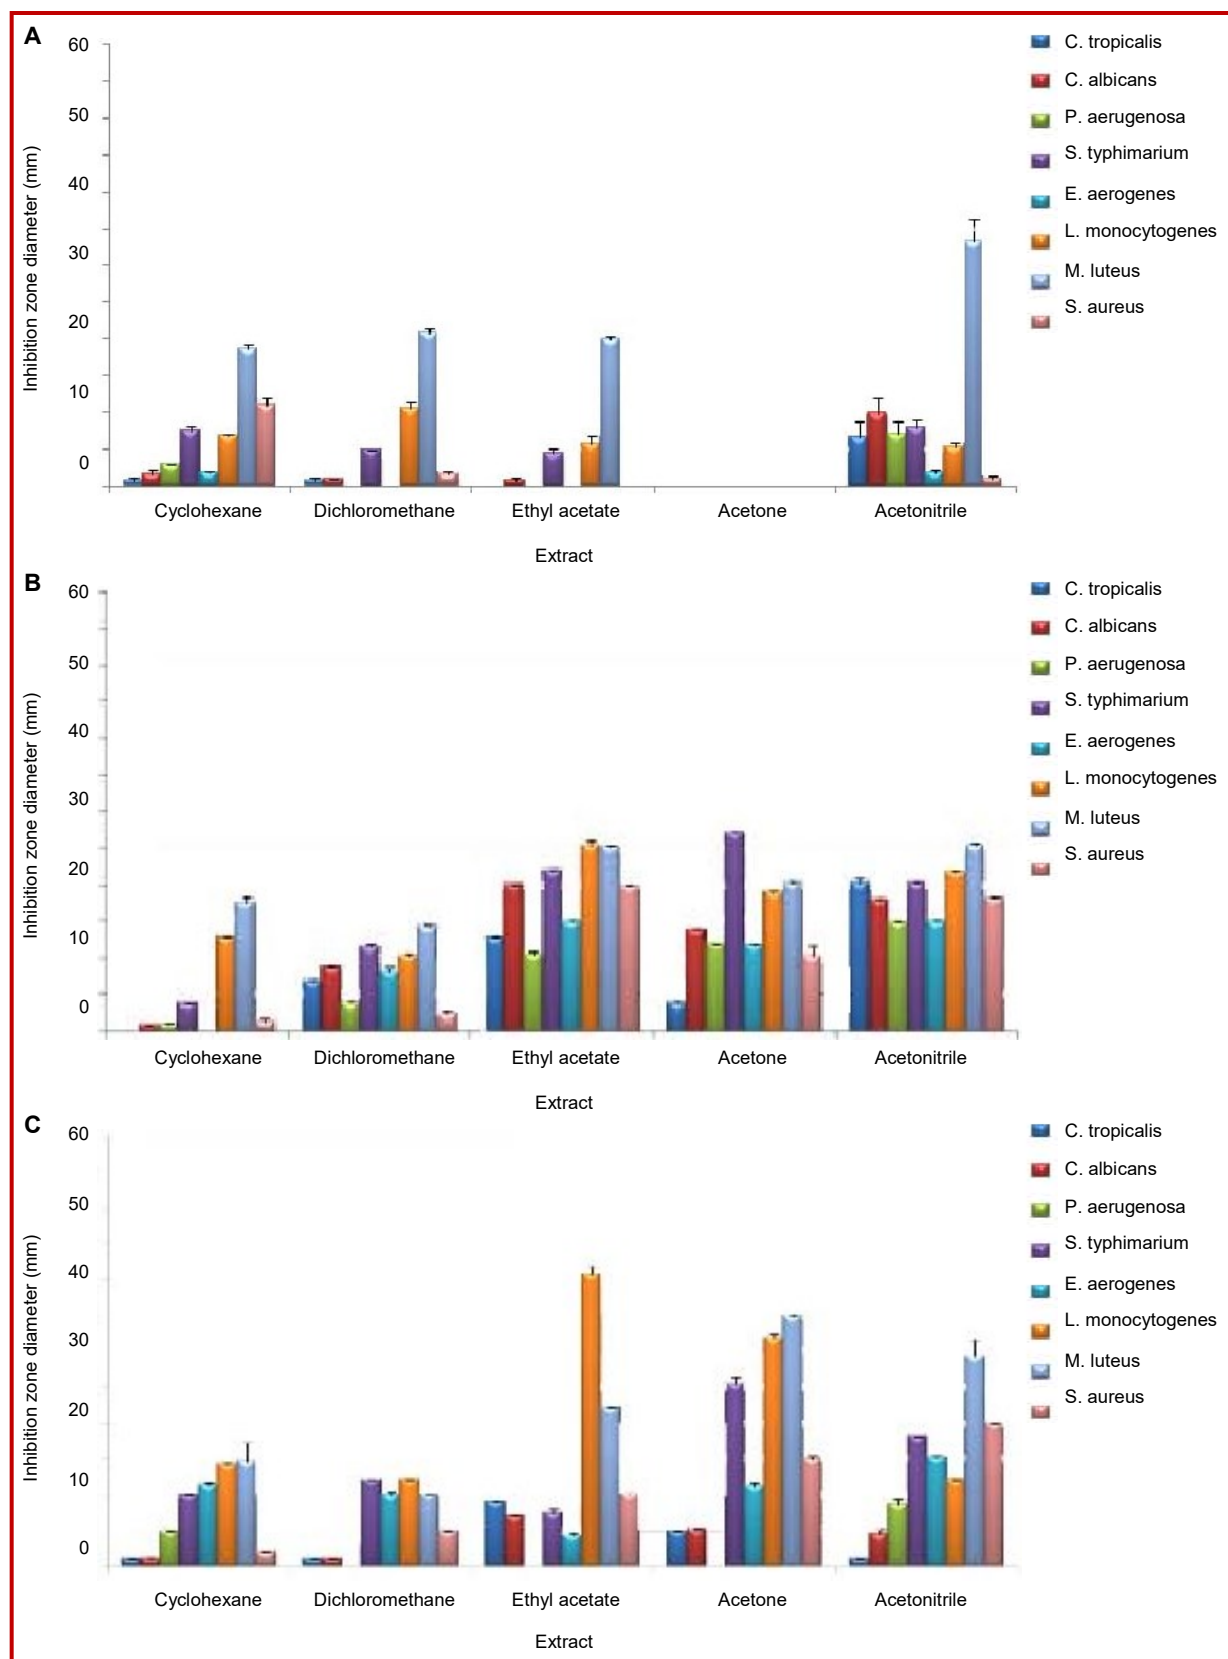 A
60
50
40
30
20
10
0
Inhibition zone diameter (mm)
Cyclohexane Dichloromethane Ethyl acetate Acetone Acetonitrile
Extract
C. tropicalis
C. albicans
P. aerugenosa
S. typhimarium
E. aerogenes
L. monocytogenes
M. luteus
S. aureus
B
60
50
40
30
20
10
0
Inhibition zone diameter (mm)
Cyclohexane Dichloromethane Ethyl acetate Acetone Acetonitrile
Extract
C. tropicalis
C. albicans
P. aerugenosa
S. typhimarium
E. aerogenes
L. monocytogenes
M. luteus
S. aureus
C
60
50
40
30
20
10
0
Inhibition zone diameter (mm)
Cyclohexane Dichloromethane Ethyl acetate Acetone Acetonitrile
Extract
C. tropicalis
C. albicans
P. aerugenosa
S. typhimarium
E. aerogenes
L. monocytogenes
M. luteus
S. aureus